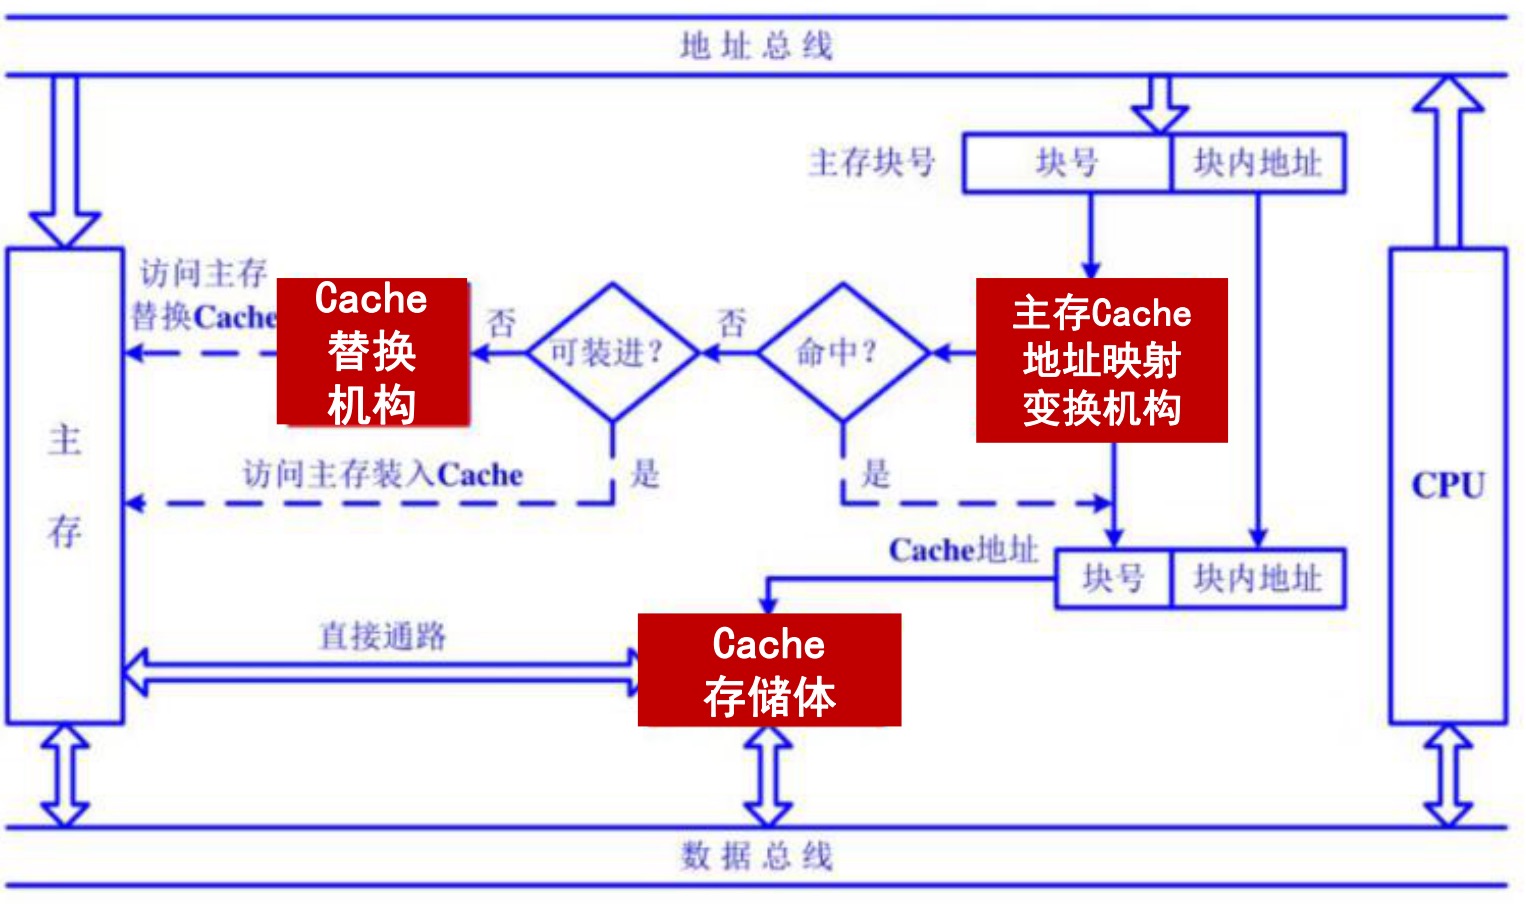 地址总线
主存块号
块号
块内地址
访问主存
替换Cache
Cache
替换
机构
否
可装进?
否
命中?
主存Cache
地址映射
变换机构
主
存
访问主存装入Cache
是
是
CPU
Cache地址
块号
块内地址
直接通路
Cache
存储体
数据总线